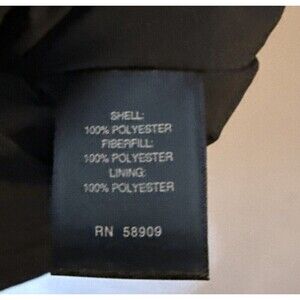 SHELL:
100% POLYESTER
FIBERFILL:
100% POLYESTER
LINING:
100% POLYESTER
RN 58909